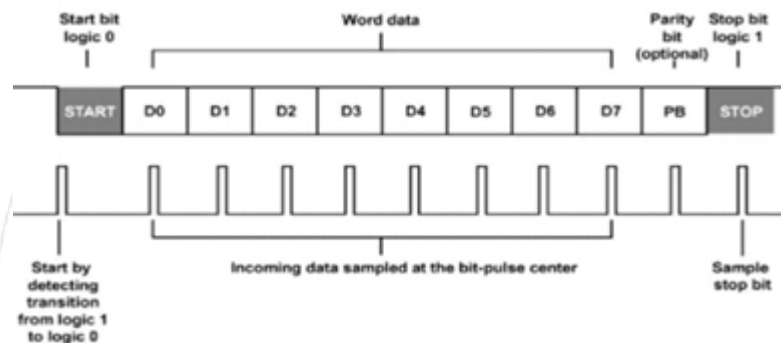 Start bit
logic 0
Word data
Parity
bit
(optional)
Stop bit
logic 1
START D0 D1 D2 D3 D4 D5 D6 D7 PB STOP
Start by
detecting
transition
from logic 1
to logic 0
Incoming data sampled at the bit-pulse center
Sample
stop bit